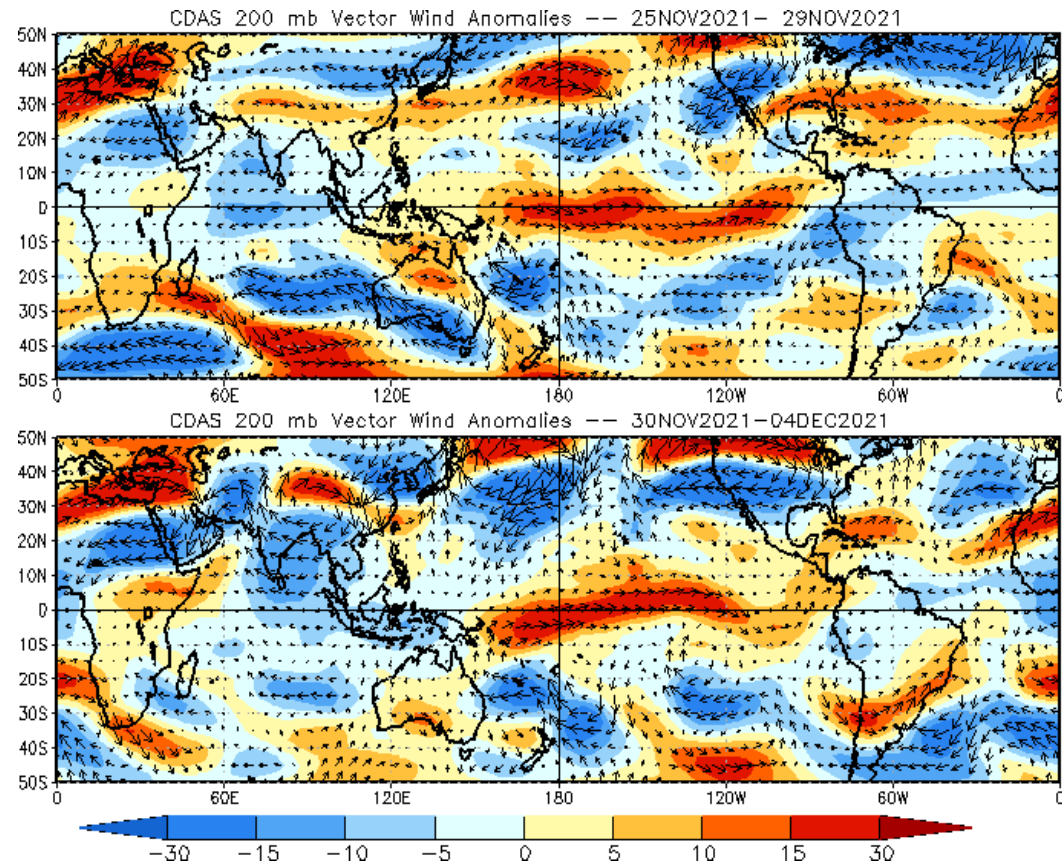 CDAS 200 mb Vector Wind Anomalies -- 25NOV2021- 29NOV2021
50N
40N
30N
20N
10N
0
10S
20S
30S
40S
50S
0 60E 120E 180 120W 60W 0
CDAS 200 mb Vector Wind Anomalies -- 30NOV2021-04DEC2021
50N
40N
30N
20N
10N
0
10S
20S
30S
40S
50S
0 60E 120E 180 120W 60W 0
-30 -15 -10 -5 0 5 10 15 30